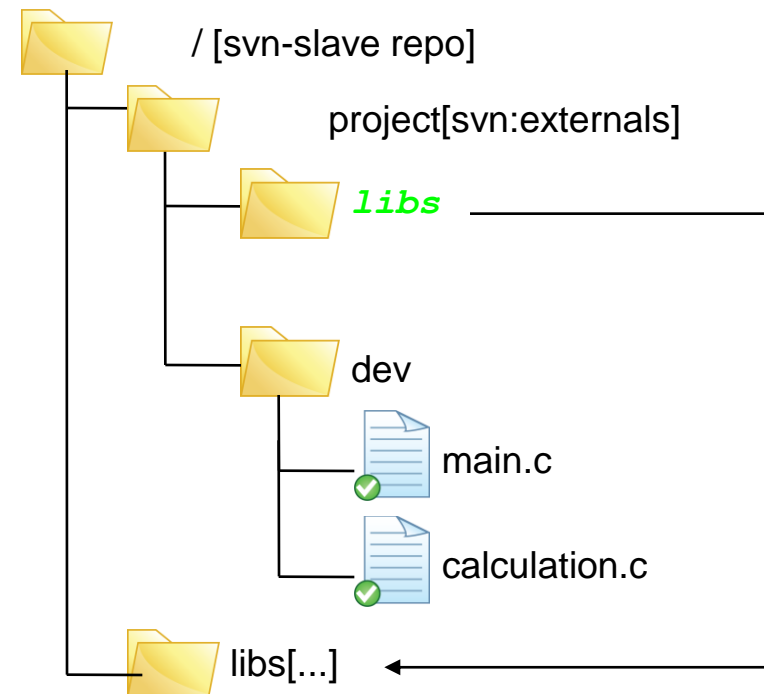 / [svn-slave repo]
project[svn:externals]
libs
dev
main.c
calculation.c
libs[...]